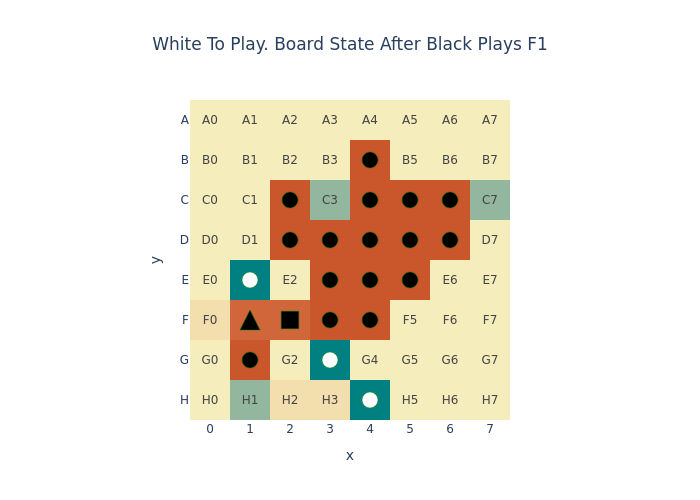 White To Play. Board State After Black Plays F1
A A0 A1 A2 A3 A4 A5 A6 A7
B B0 B1 B2 B3 B5 B6 B7
C C0 C1 C3 C7
D D0 D1 D7
E E0 E2 E6 E7
F F0 F5 F6 F7
G G0 G2 G4 G5 G6 G7
H H0 H1 H2 H3 H5 H6 H7
0 1 2 3 4 5 6 7
x
y